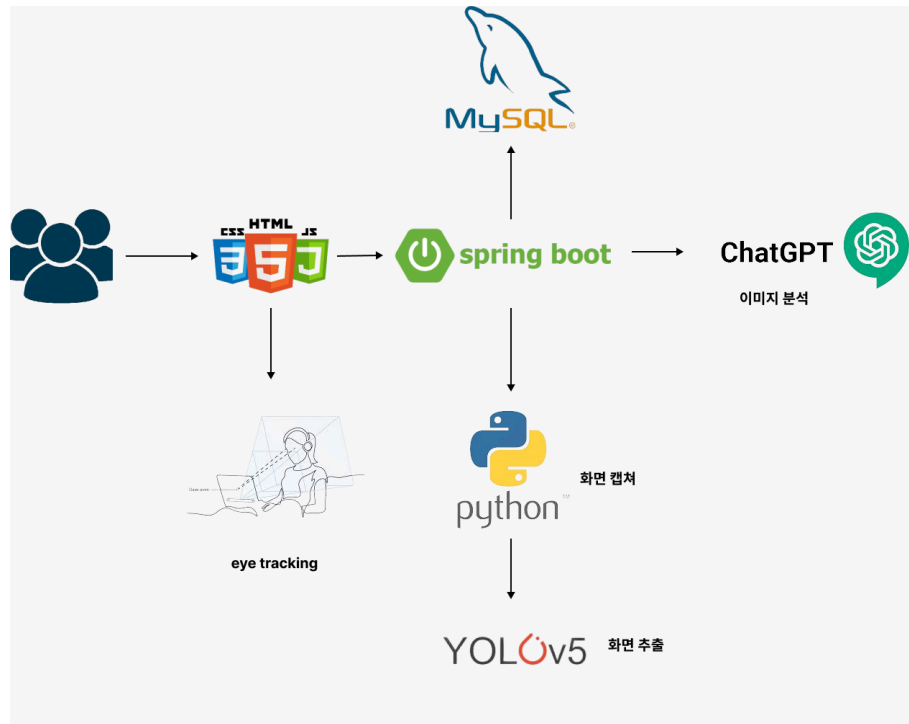 MySQL®
CSS HTML JS
spring boot
ChatGPT
이미지 분석
python™
화면 캡쳐
eye tracking
YOLOv5
화면 추출